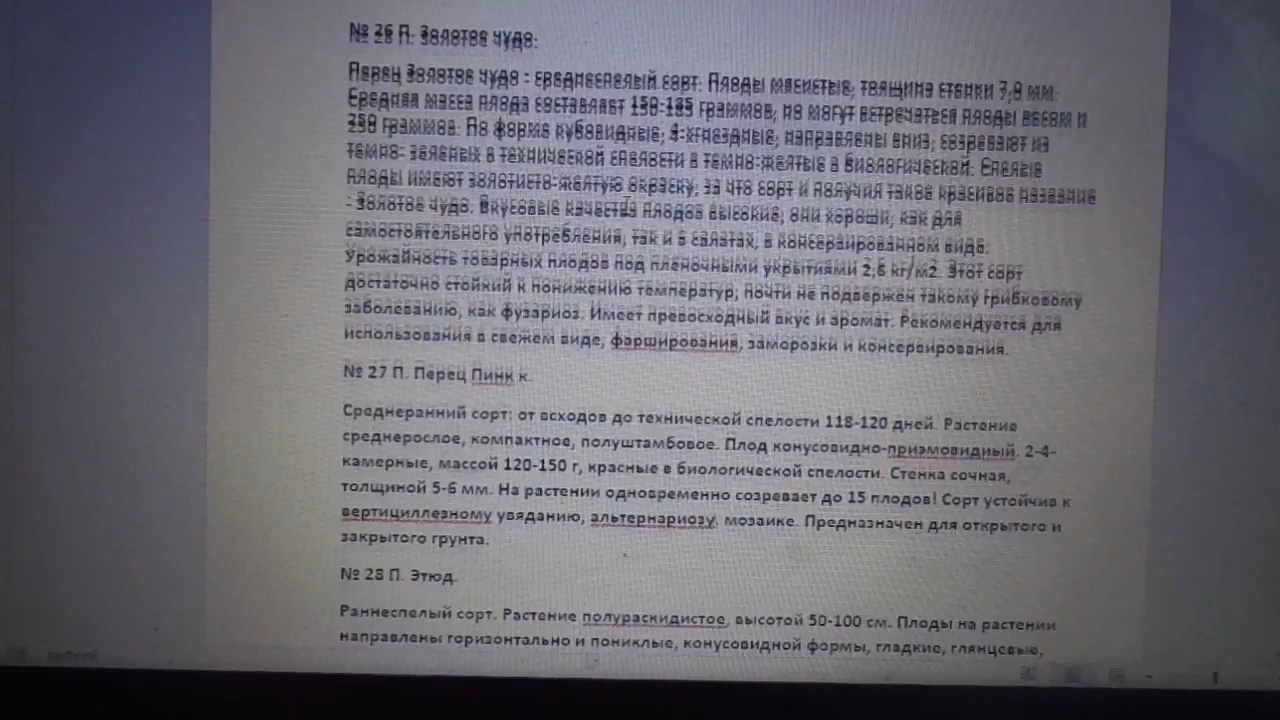 № 26 П. Золотое чудо.
Перец Золотое чудо - среднеспелый сорт. Плоды мясистые, толщина стенки 7,8 мм.
Средняя масса плода составляет 150-185 граммов, но могут встречаться плоды весом и
250 граммов. По форме кубовидные, 4-хгнездные, направлены вниз, созревают из
темно- зеленых в технической спелости в темно-желтые в биологической. Спелые
плоды имеют золотисто-желтую окраску, за что сорт и получил такое красивое название
- Золотое чудо. Вкусовые качества плодов высокие, они хороши, как для
самостоятельного употребления, так и в салатах, в консервированном виде.
Урожайность товарных плодов под пленочными укрытиями 2,6 кг/м2. Этот сорт
достаточно стойкий к понижению температур, почти не подвержен такому грибковому
заболеванию, как фузариоз. Имеет превосходный вкус и аромат. Рекомендуется для
использования в свежем виде, фарширования, заморозки и консервирования.
№ 27 П. Перец Пинк к.
Среднеранний сорт: от всходов до технической спелости 118-120 дней. Растение
среднерослое, компактное, полуштамбовое. Плод конусовидно-призмовидный. 2-4-
камерные, массой 120-150 г, красные в биологической спелости. Стенка сочная,
толщиной 5-6 мм. На растении одновременно созревает до 15 плодов! Сорт устойчив к
вертициллезному увяданию, альтернариозу, мозаике. Предназначен для открытого и
закрытого грунта.
№ 28 П. Этюд.
Раннеспелый сорт. Растение полураскидистое, высотой 50-100 см. Плоды на растении
направлены горизонтально и пониклые, конусовидной формы, гладкие, глянцевые,